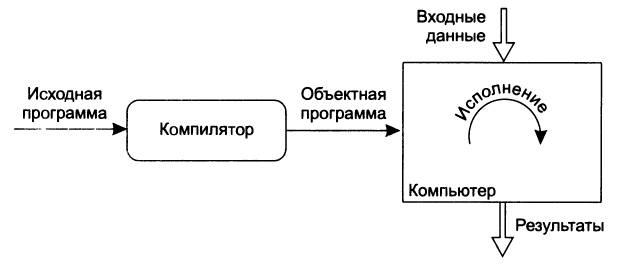 Входные
данные
Исходная
программа
Компилятор
Объектная
программа
Исполнение
Компьютер
Результаты